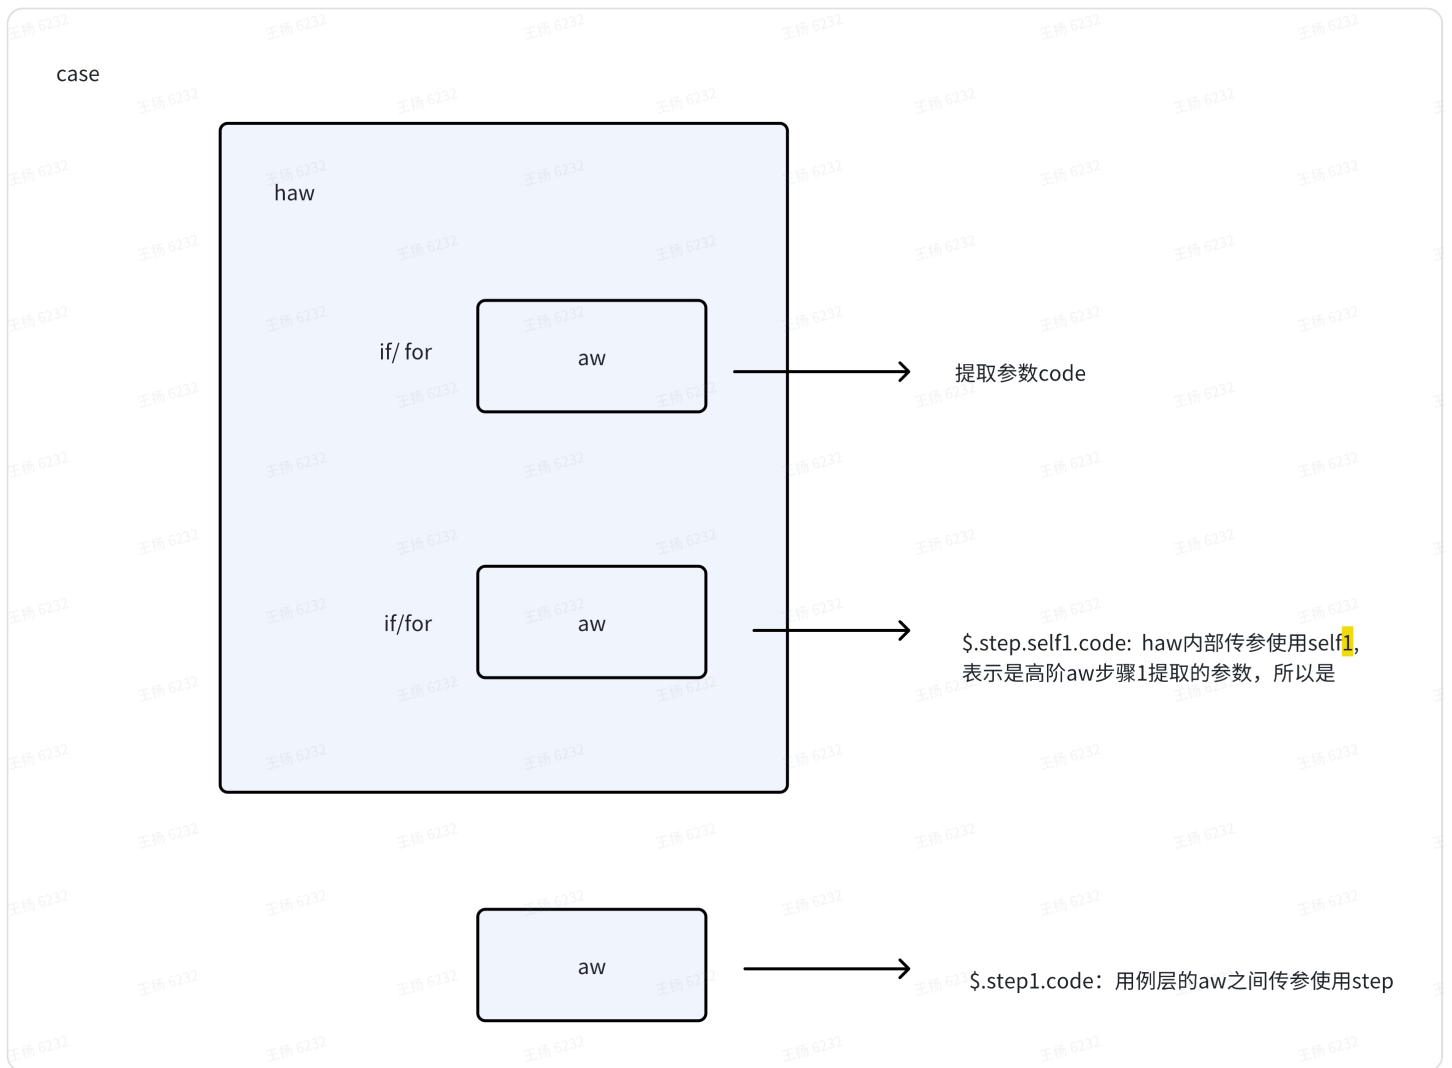 case
haw
if/ for
aw
提取参数code
if/for
aw
$.step.self1.code:  haw内部传参使用self1,
表示是高阶aw步骤1提取的参数，所以是
aw
$.step1.code：用例层的aw之间传参使用step
王扬 6232